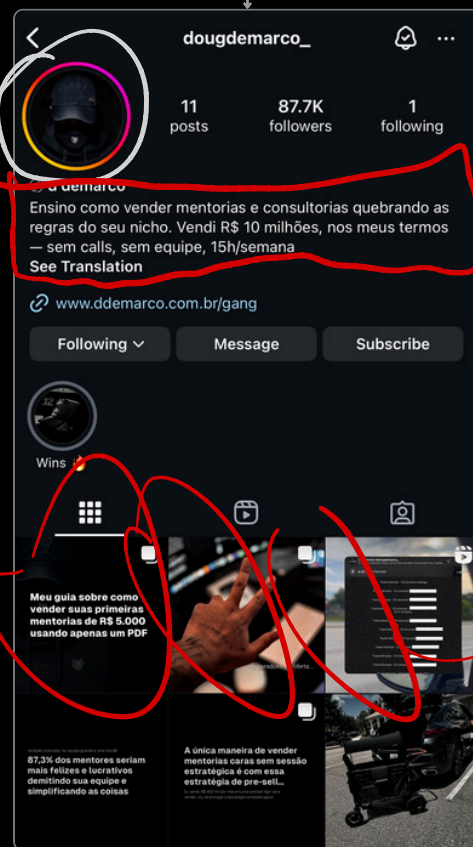 dougdemarco_
11 87.7K 1
posts followers following
demarco
Ensino como vender mentorias e consultorias quebrando as
regras do seu nicho. Vendi R$ 10 milhões, nos meus termos
— sem calls, sem equipe, 15h/semana
See Translation
www.ddemarco.com.br/gang
Following Message Subscribe
Wins 🔥
Meu guia sobre como
vender suas primeiras
mentorias de R$ 5.000
usando apenas um PDF
87,3% dos mentores seriam
mais felizes e lucrativos
demitindo sua equipe e
simplificando as coisas
A única maneira de vender
mentorias caras sem sessão
estratégica é com essa
estratégia de pre-sell...